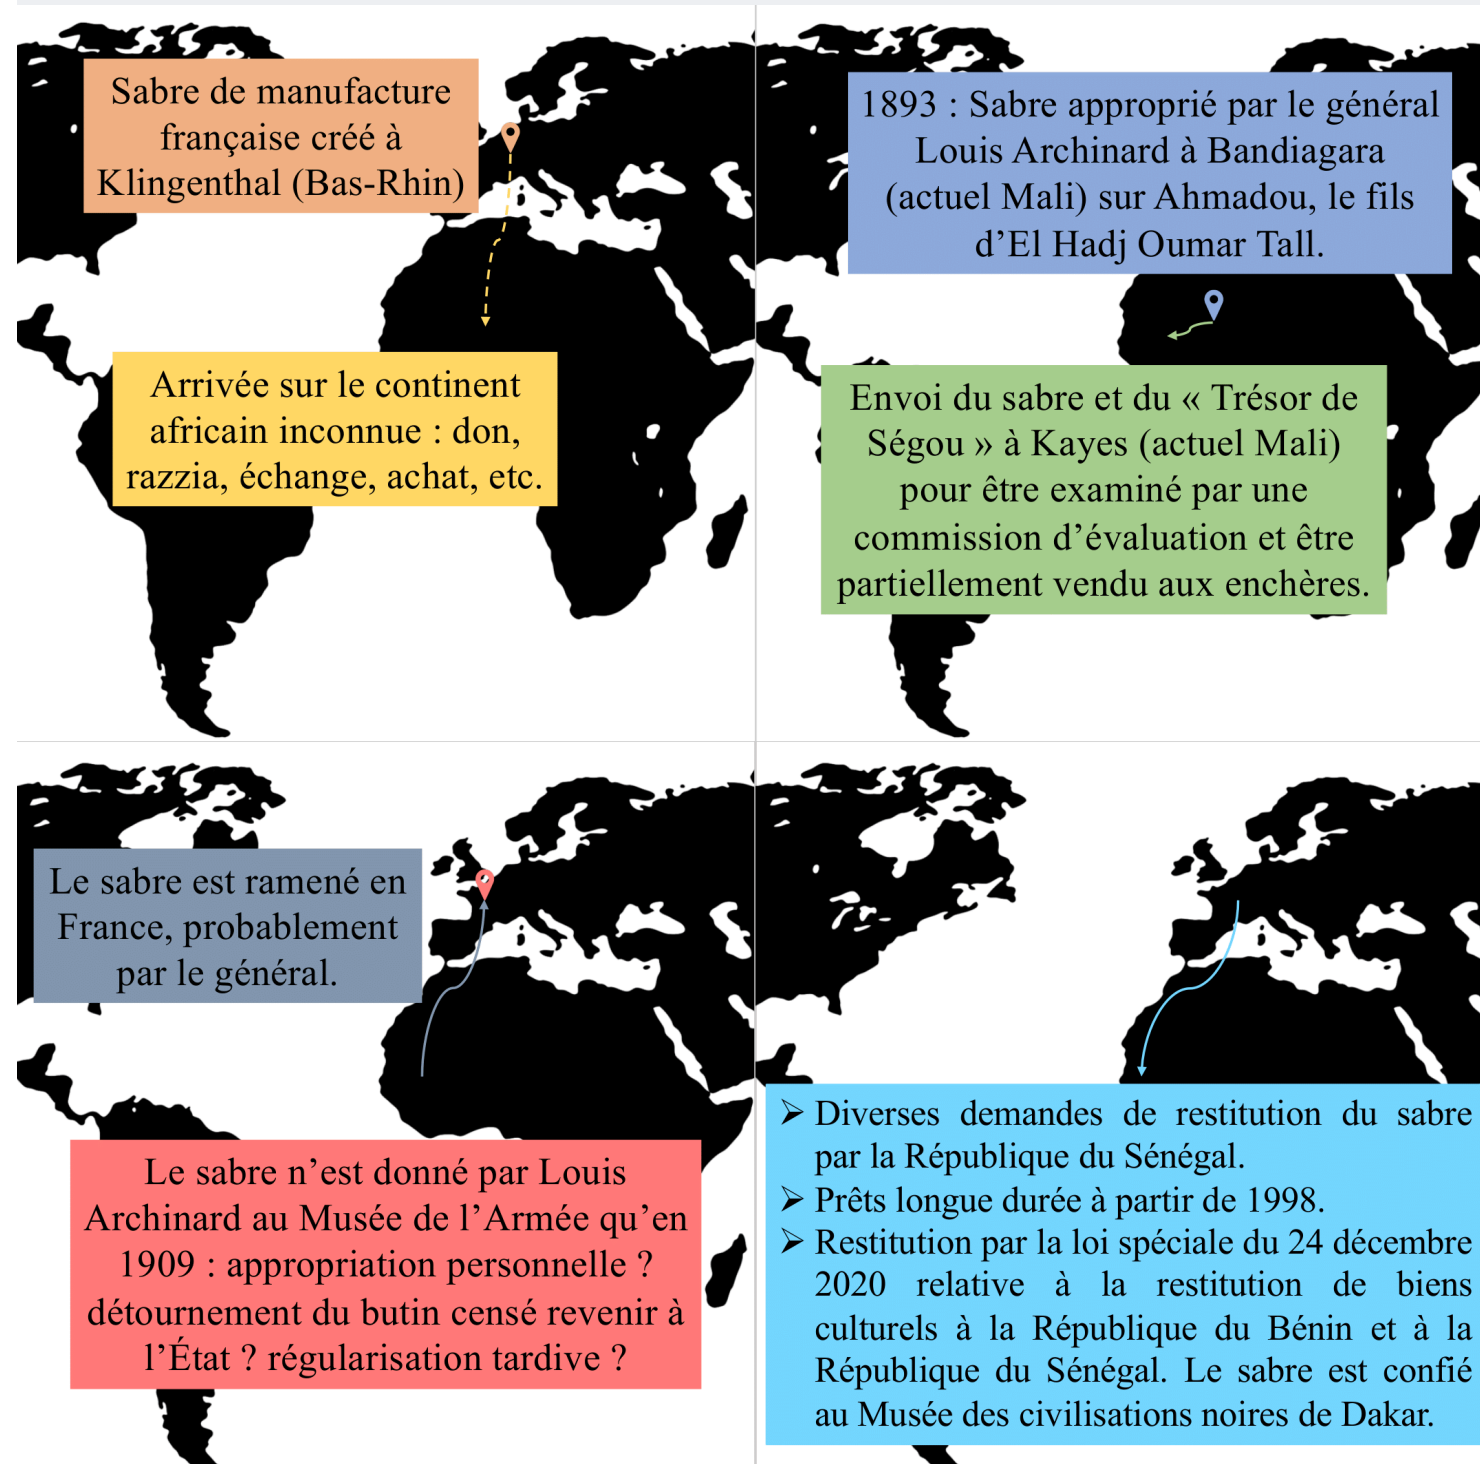 Sabre de manufacture
française créé à
Klingenthal (Bas-Rhin)
Arrivée sur le continent
africain inconnue : don,
razzia, échange, achat, etc.
1893 : Sabre approprié par le général
Louis Archinard à Bandiagara
(actuel Mali) sur Ahmadou, le fils
d’El Hadj Oumar Tall.
Envoi du sabre et du « Trésor de
Ségou » à Kayes (actuel Mali)
pour être examiné par une
commission d’évaluation et être
partiellement vendu aux enchères.
Le sabre est ramené en
France, probablement
par le général.
Le sabre n’est donné par Louis
Archinard au Musée de l’Armée qu’en
1909 : appropriation personnelle ?
détournement du butin censé revenir à
l’État ? régularisation tardive ?
➢ Diverses demandes de restitution du sabre
par la République du Sénégal.
➢ Prêts longue durée à partir de 1998.
➢ Restitution par la loi spéciale du 24 décembre
2020 relative à la restitution de biens
culturels à la République du Bénin et à la
République du Sénégal. Le sabre est confié
au Musée des civilisations noires de Dakar.